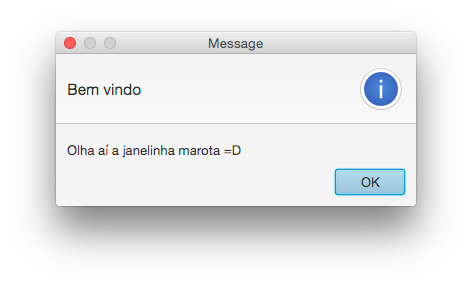 Message
Bem vindo
i
Olha aí a janelinha marota =D
OK